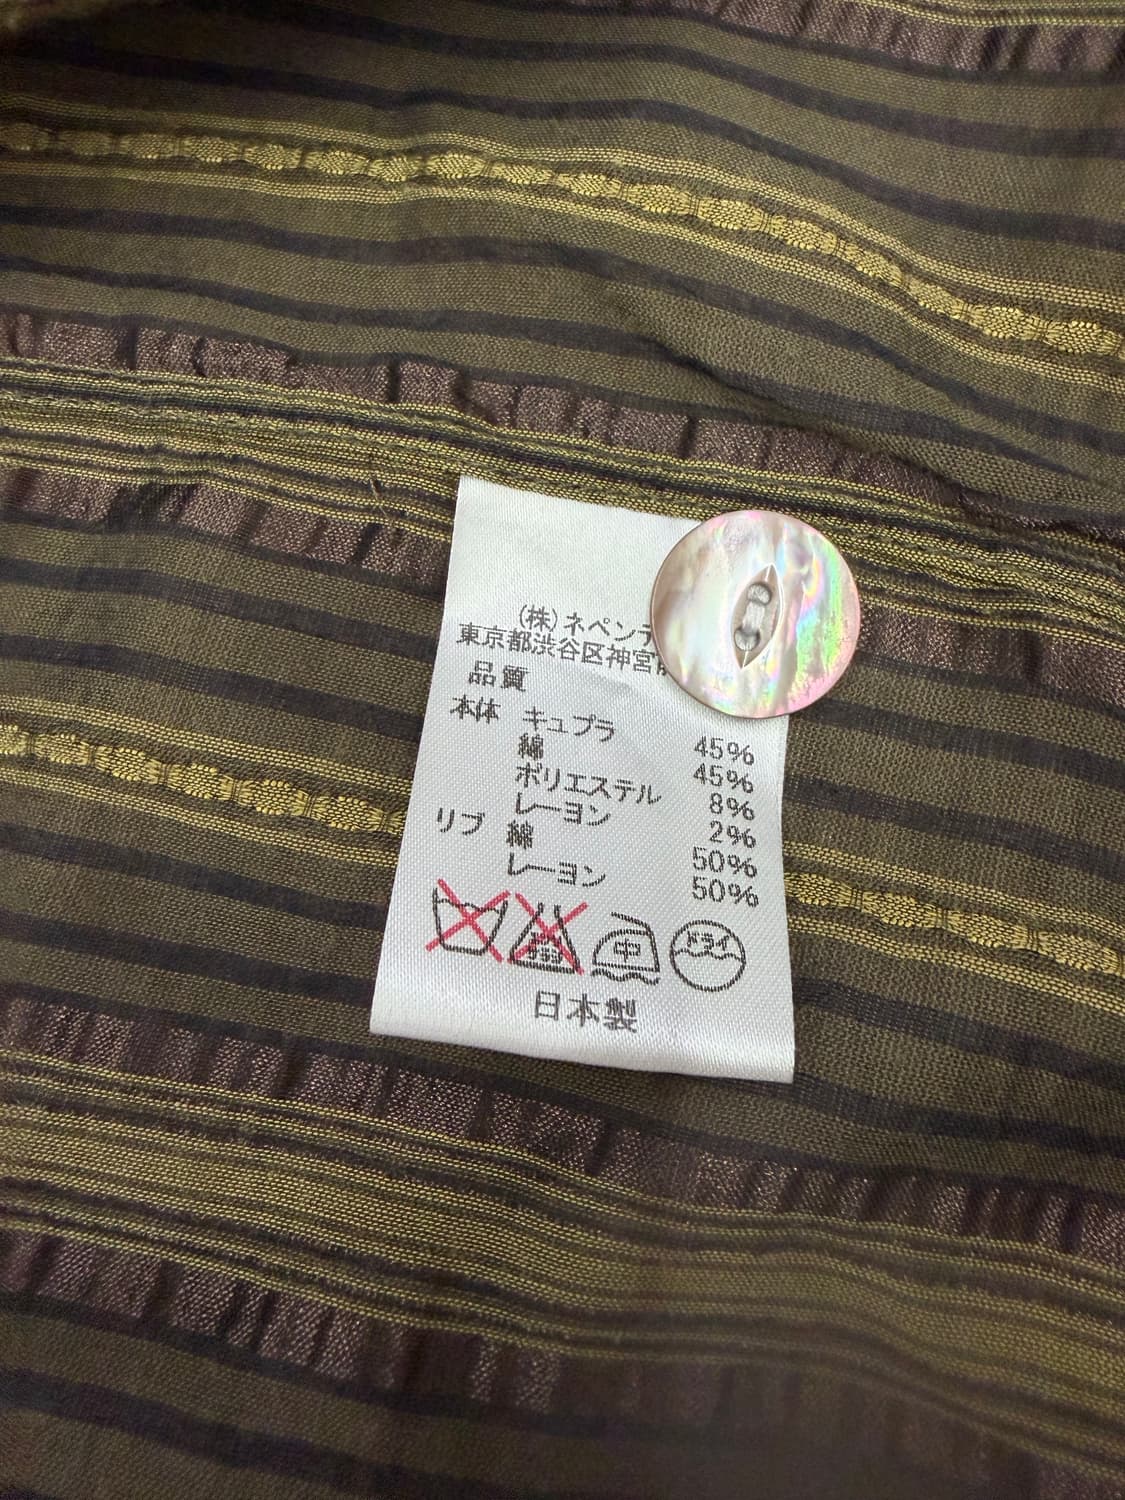 (株)ネペンテ
東京都渋谷区神宮
品質
本体 キュプラ 45%
綿 45%
ポリエステル 8%
レーヨン 2%
リブ 綿 50%
レーヨン 50%
中 ドライ
日本製